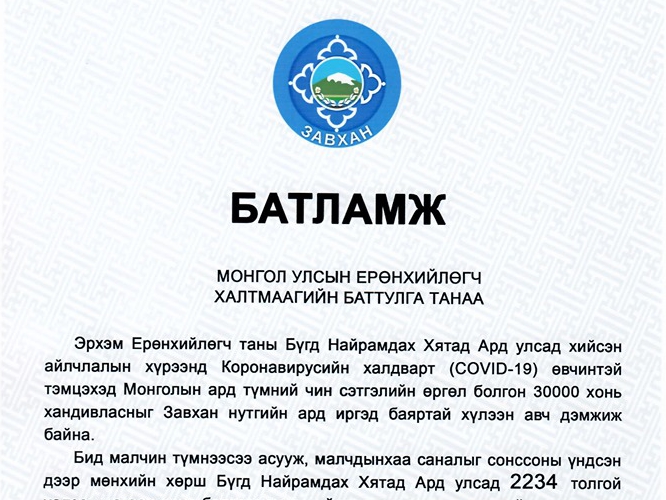 ЗАВХАН
БАТЛАМЖ
МОНГОЛ УЛСЫН ЕРӨНХИЙЛӨГЧ
ХАЛТМААГИЙН БАТТУЛГА ТАНАА
Эрхэм Ерөнхийлөгч таны Бүгд Найрамдах Хятад Ард улсад хийсэн
айлчлалын хүрээнд Коронавирусийн халдварт (COVID-19) өвчинтэй
тэмцэхэд Монголын ард түмний чин сэтгэлийн өргөл болгон 30000 хонь
хандивласныг Завхан нутгийн ард иргэд баяртай хүлээн авч дэмжиж
байна.
Бид малчин түмнээсээ асууж, малчдынхаа саналыг сонссоны үндсэн
дээр мөнхийн хөрш Бүгд Найрамдах Хятад Ард улсад 2234 толгой